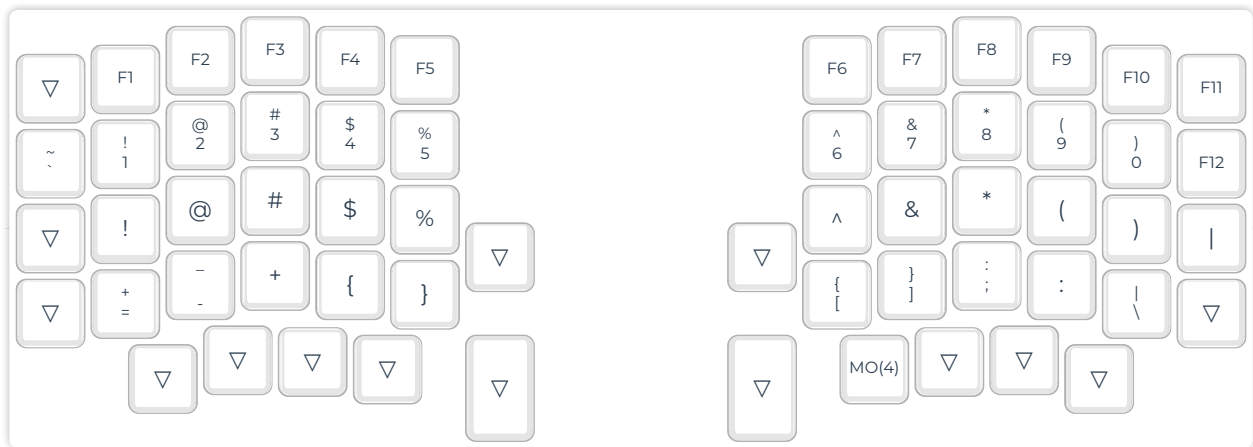 ▽ F1 F2 F3 F4 F5 F6 F7 F8 F9 F10 F11
~ ! @ # $ % ^ & * ( )
` 1 2 3 4 5 6 7 8 9 0 F12
▽ ! @ # $ % ^ & * ( ) |
▽ ▽
▽ + _ + { } { } : : | ▽
= - [ ] ; \
▽ ▽ ▽ ▽ ▽ ▽ MO(4) ▽ ▽ ▽